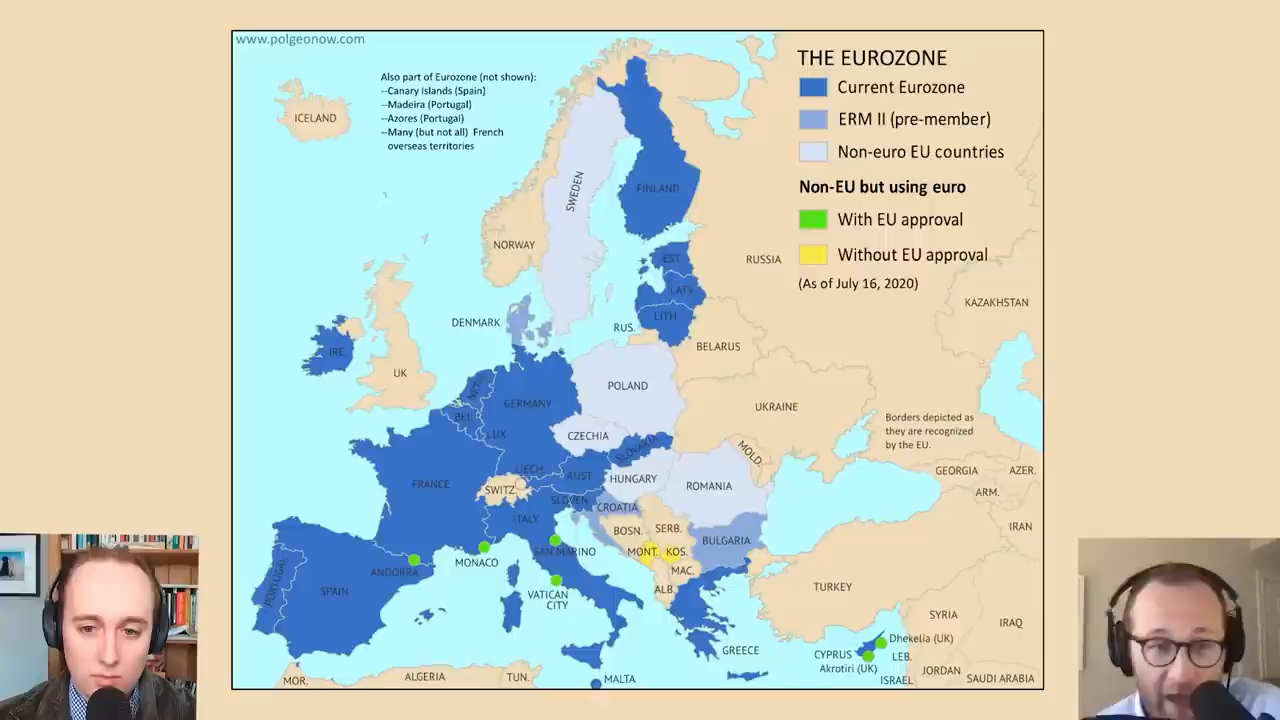 www.polgeonow.com
THE EUROZONE
Current Eurozone
ERM II (pre-member)
Non-euro EU countries
Non-EU but using euro
With EU approval
Without EU approval
(As of July 16, 2020)
Also part of Eurozone (not shown):
--Canary Islands (Spain)
--Madeira (Portugal)
--Azores (Portugal)
--Many (but not all) French
overseas territories
ICELAND
SWEDEN
FINLAND
NORWAY
RUSSIA
EST
LATV
LITH
KAZAKHSTAN
DENMARK
RUS.
BELARUS
IRE.
UK
POLAND
NETH
GERMANY
UKRAINE
BEL.
LUX
CZECHIA
Borders depicted as
they are recognized
by the EU.
SLOVAKIA
MOLD.
LIECH
AUST
FRANCE
SWITZ.
HUNGARY
ROMANIA
GEORGIA
AZER.
SLOVEN
CROATIA
ARM.
ITALY
BOSN.
SERB.
IRAN
BULGARIA
SAN MARINO
MONT.
KOS.
MONACO
MAC.
ANDORRA
PORTUGAL
SPAIN
ALB.
TURKEY
VATICAN
CITY
SYRIA
IRAQ
GREECE
Dhekelia (UK)
CYPRUS
LEB.
Akrotiri (UK)
JORDAN
MOR.
ALGERIA
TUN.
MALTA
ISRAEL
SAUDI ARABIA